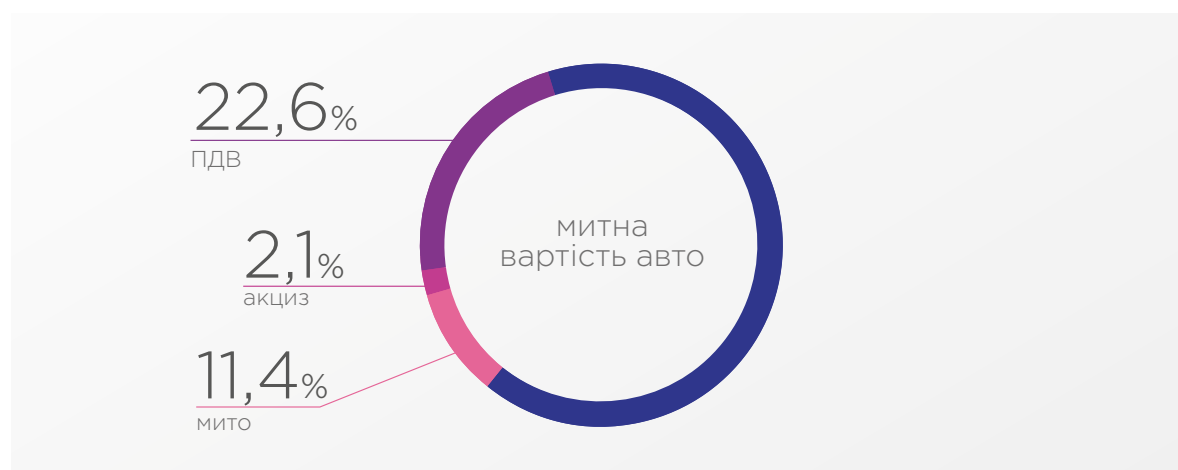 22,6%
ПДВ
2,1%
акциз
11,4%
мито
митна
вартість авто